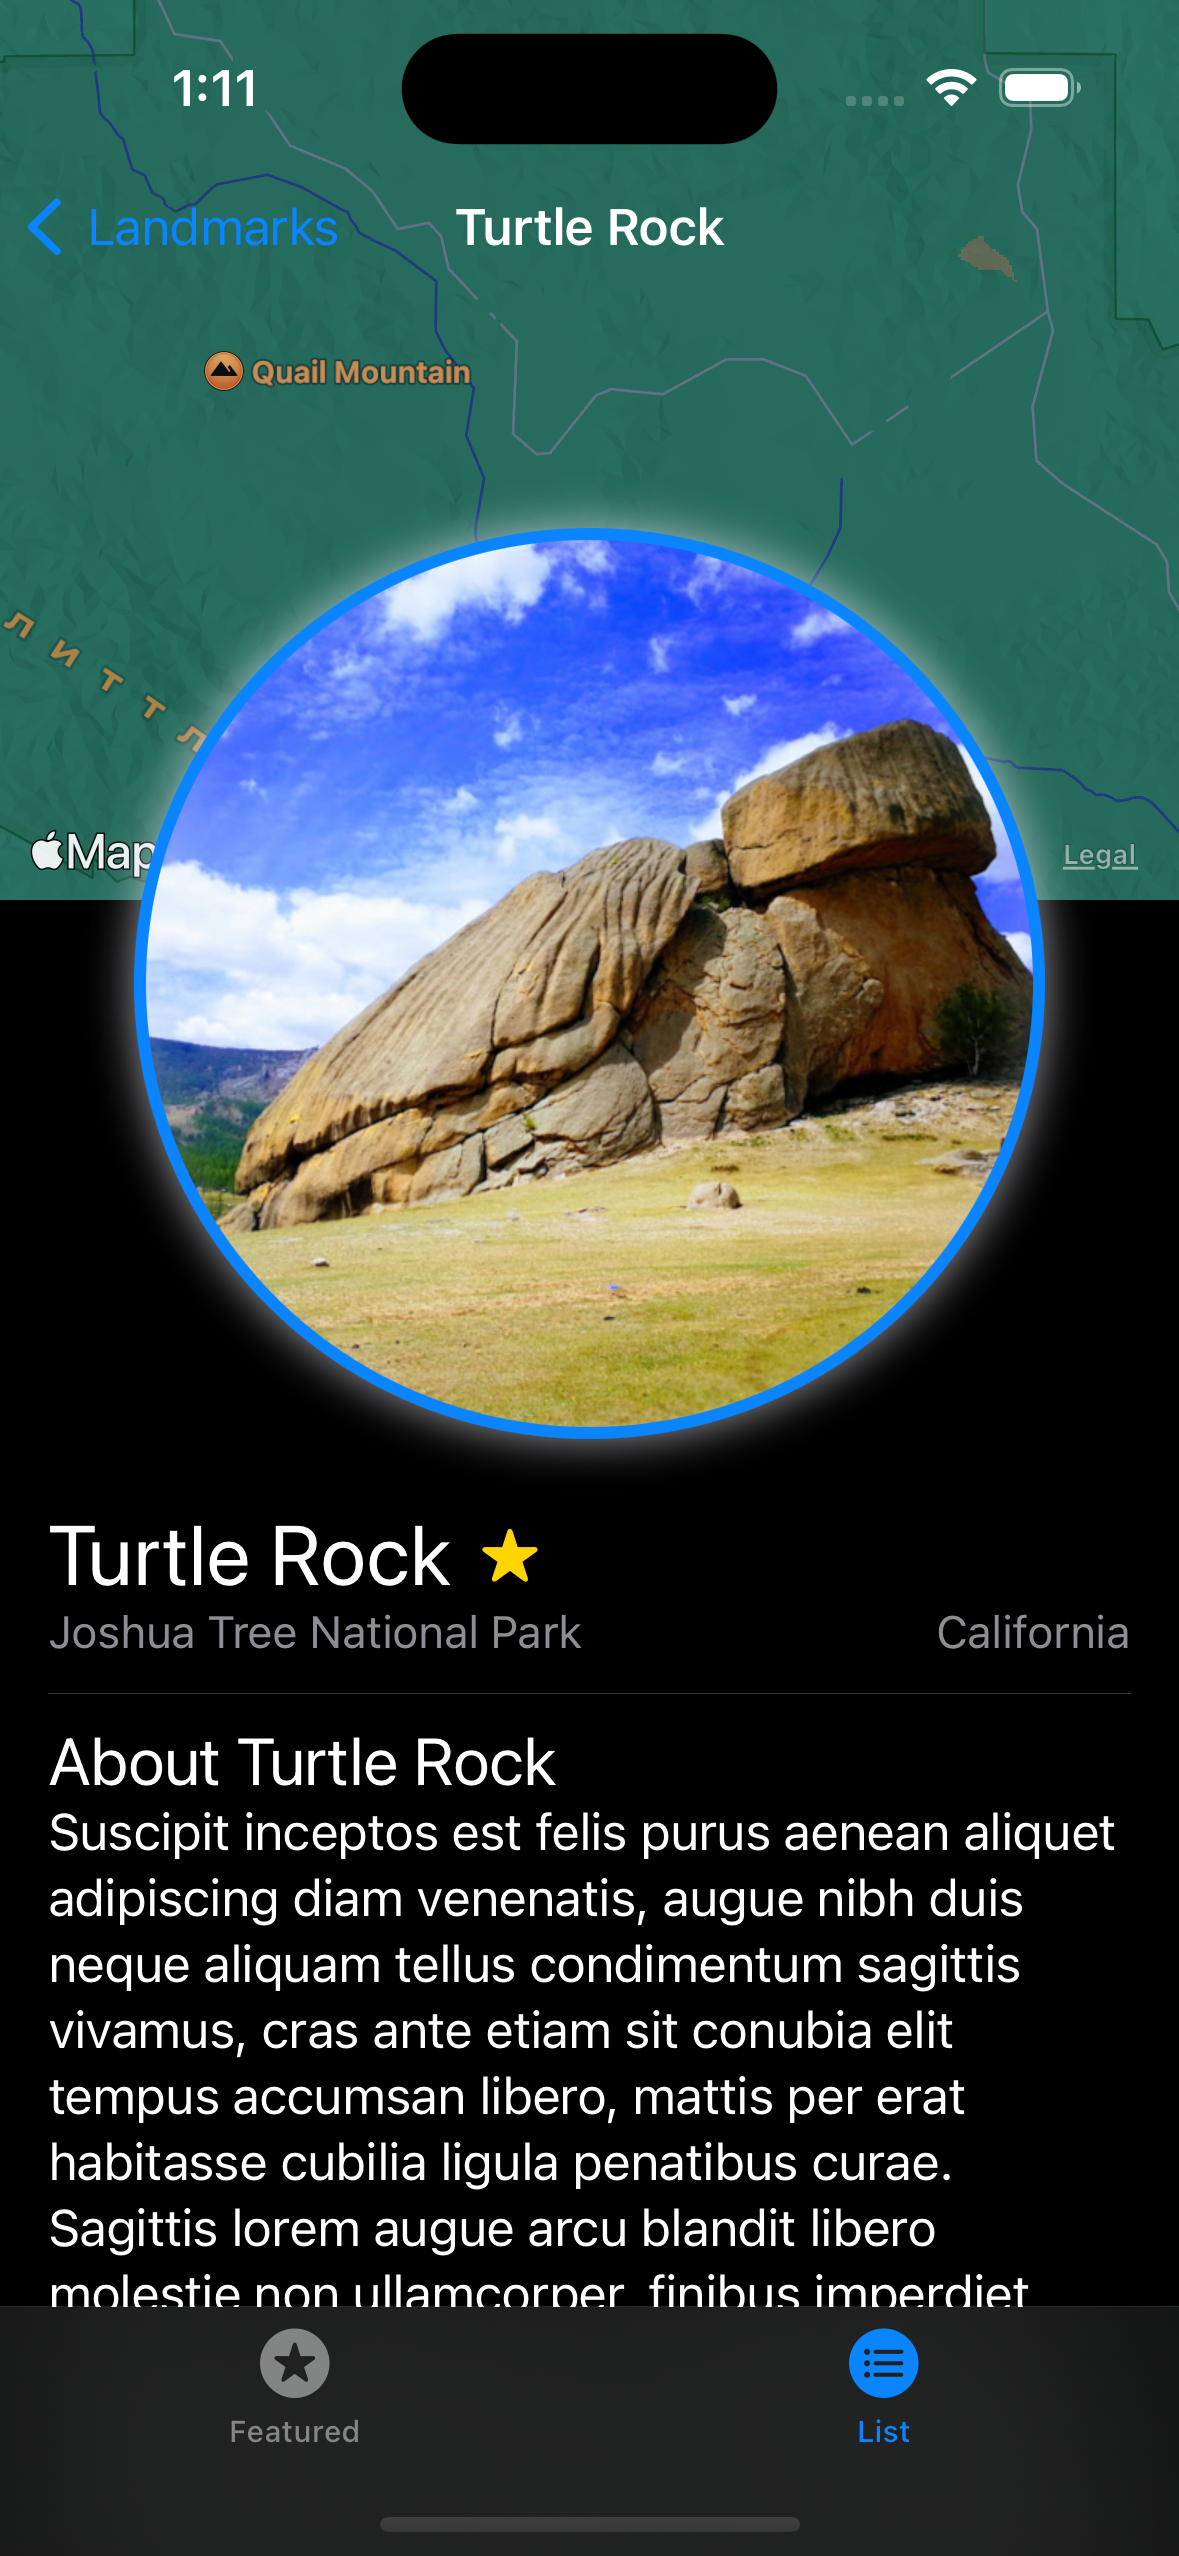 1:11
Landmarks
Turtle Rock
Quail Mountain
Л И Т Т Л
Map
Legal
Turtle Rock
Joshua Tree National Park
California
About Turtle Rock
Suscipit inceptos est felis purus aenean aliquet
adipiscing diam venenatis, augue nibh duis
neque aliquam tellus condimentum sagittis
vivamus, cras ante etiam sit conubia elit
tempus accumsan libero, mattis per erat
habitasse cubilia ligula penatibus curae.
Sagittis lorem augue arcu blandit libero
molestie non ullamcorper, finibus imperdiet
Featured
List